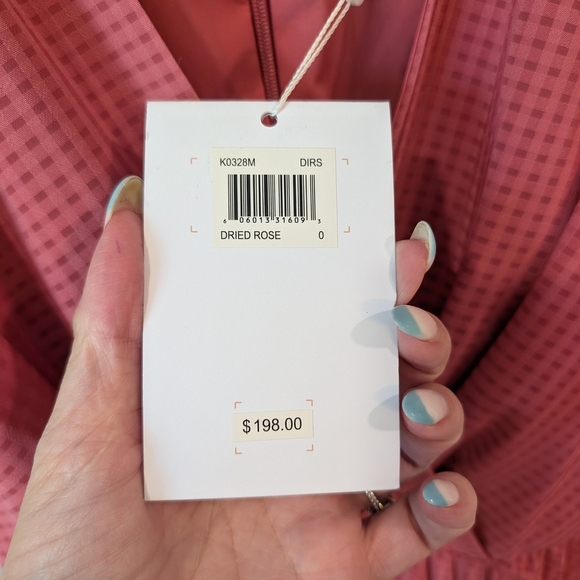 K0328M DIRS
6 06013 31609 3
DRIED ROSE 0
$198.00